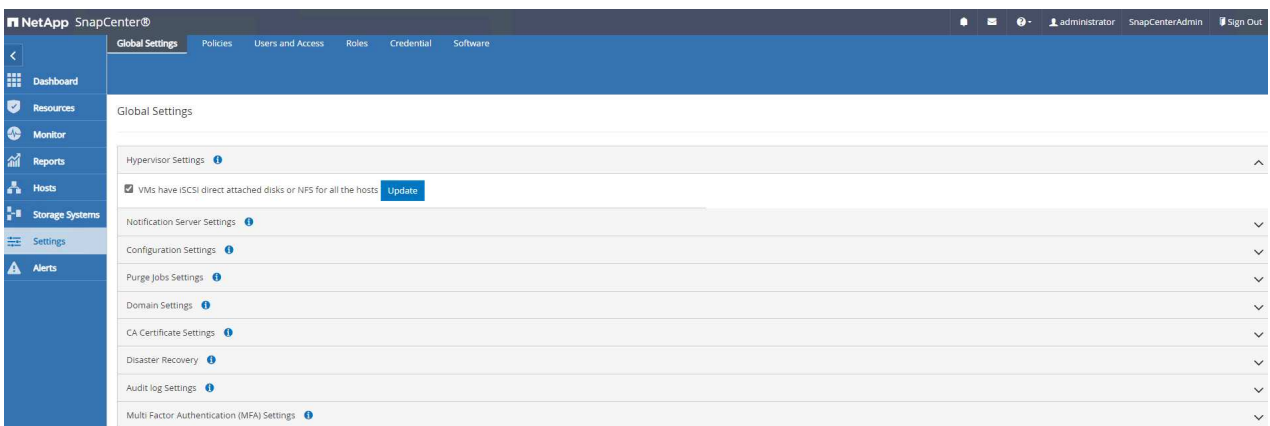 NetApp SnapCenter®
administrator SnapCenterAdmin Sign Out
Global Settings Policies Users and Access Roles Credential Software
Dashboard
Resources
Monitor
Reports
Hosts
Storage Systems
Settings
Alerts
Global Settings
Hypervisor Settings
VMs have iSCSI direct attached disks or NFS for all the hosts Update
Notification Server Settings
Configuration Settings
Purge Jobs Settings
Domain Settings
CA Certificate Settings
Disaster Recovery
Audit log Settings
Multi Factor Authentication (MFA) Settings